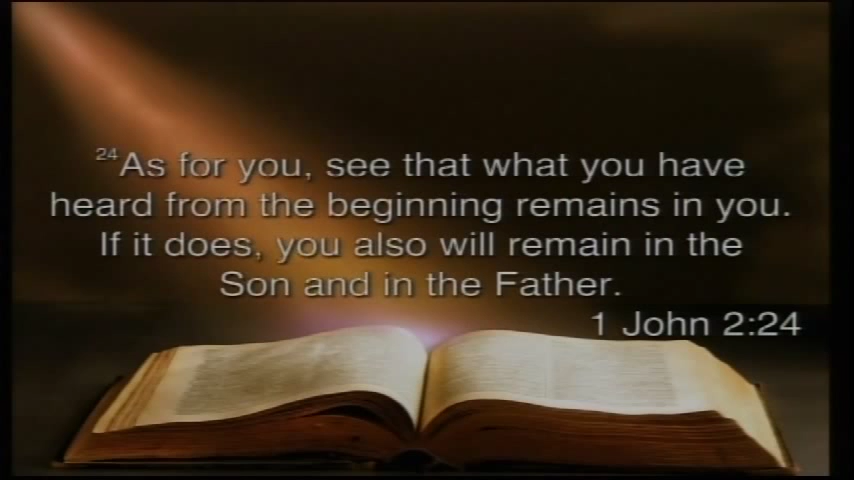 24As for you, see that what you have
heard from the beginning remains in you.
If it does, you also will remain in the
Son and in the Father.
1 John 2:24